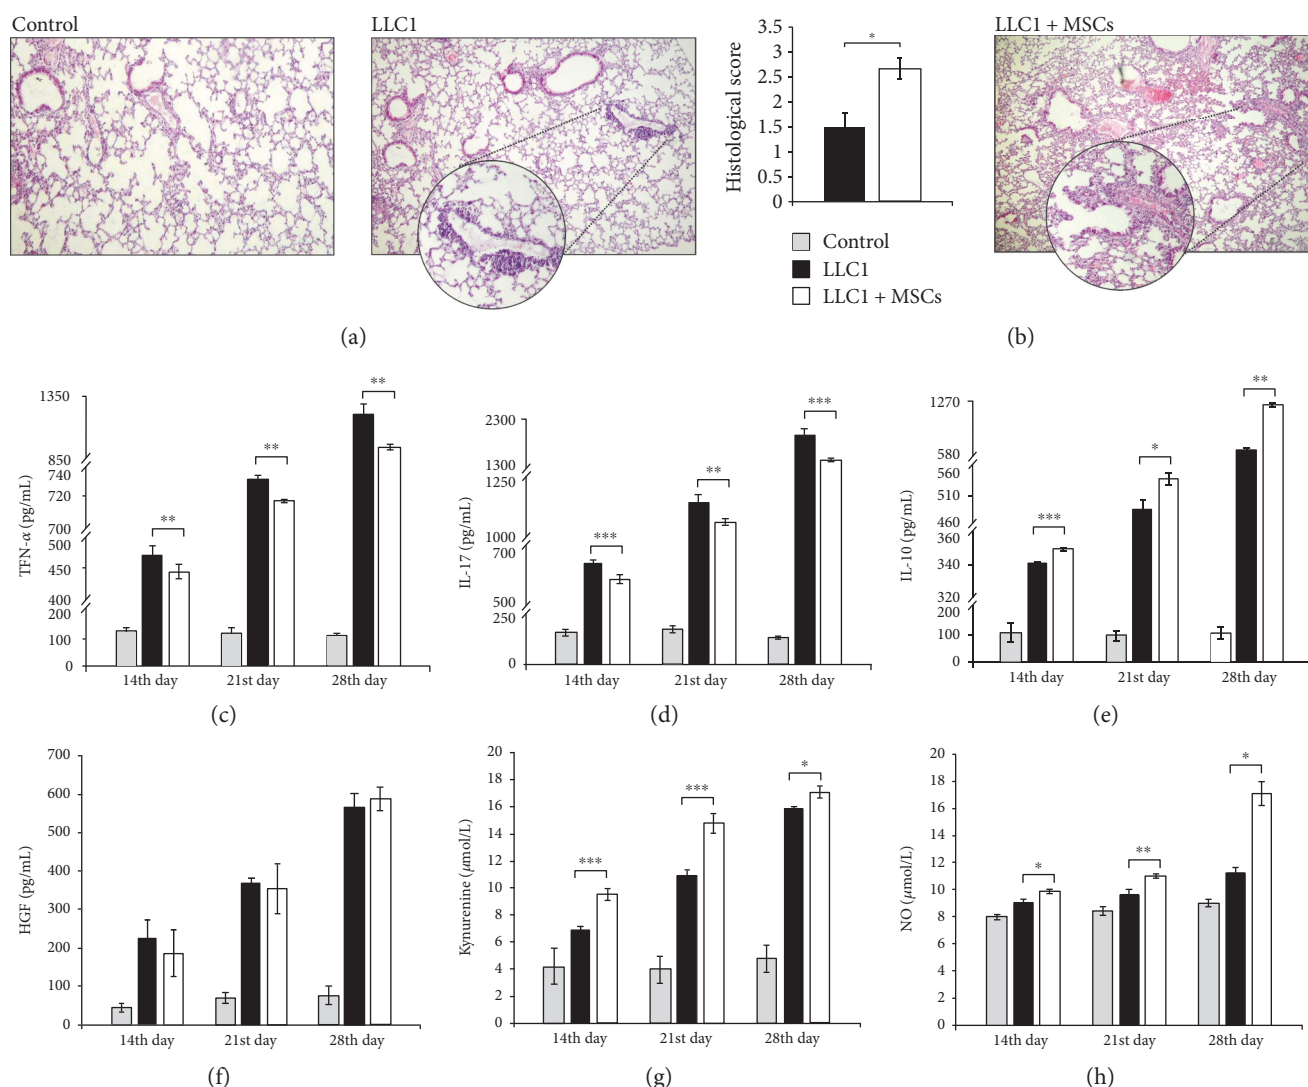 Control
LLC1
LLC1 + MSCs
Histological score
3.5
3
2.5
2
1.5
1
0.5
0
*
Control
LLC1
LLC1 + MSCs
(a)
(b)
TFN-α (pg/mL)
1350
850
740
720
700
500
450
400
200
100
0
**
**
**
14th day
21st day
28th day
(c)
IL-17 (pg/mL)
2300
1300
1250
1000
700
500
250
0
***
**
***
14th day
21st day
28th day
(d)
IL-10 (pg/mL)
1270
580
560
510
460
360
340
320
200
100
0
***
*
**
14th day
21st day
28th day
(e)
HGF (pg/mL)
700
600
500
400
300
200
100
0
14th day
21st day
28th day
(f)
Kynurenine (μmol/L)
20
18
16
14
12
10
8
6
4
2
0
***
***
*
14th day
21st day
28th day
(g)
NO (μmol/L)
20
18
16
14
12
10
8
6
4
2
0
*
**
*
14th day
21st day
28th day
(h)